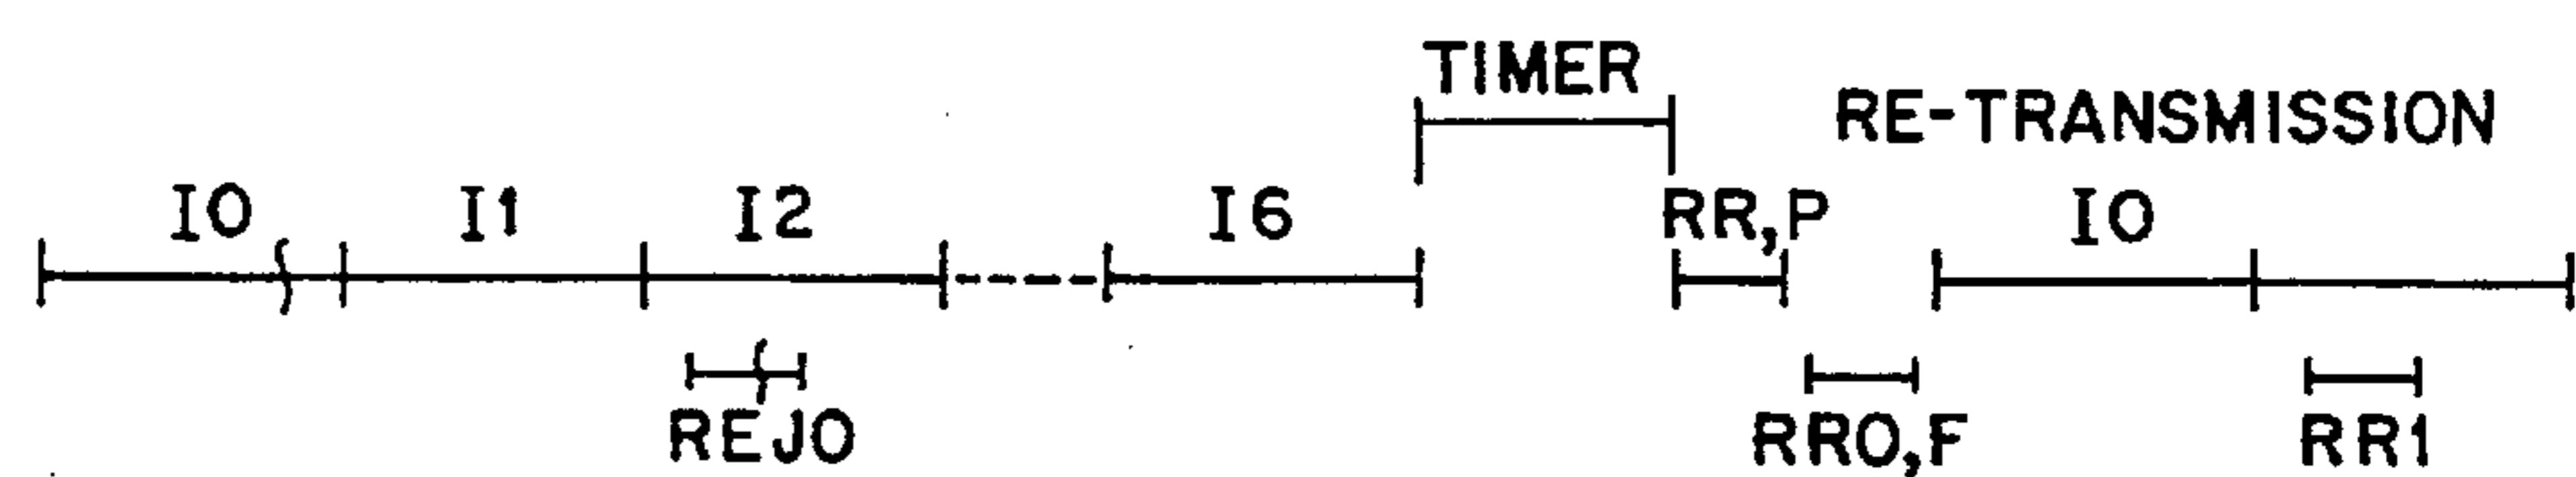 TIMER
RE-TRANSMISSION
I0 I1 I2 I6 RR,P I0
REJ0 RR0,F RR1